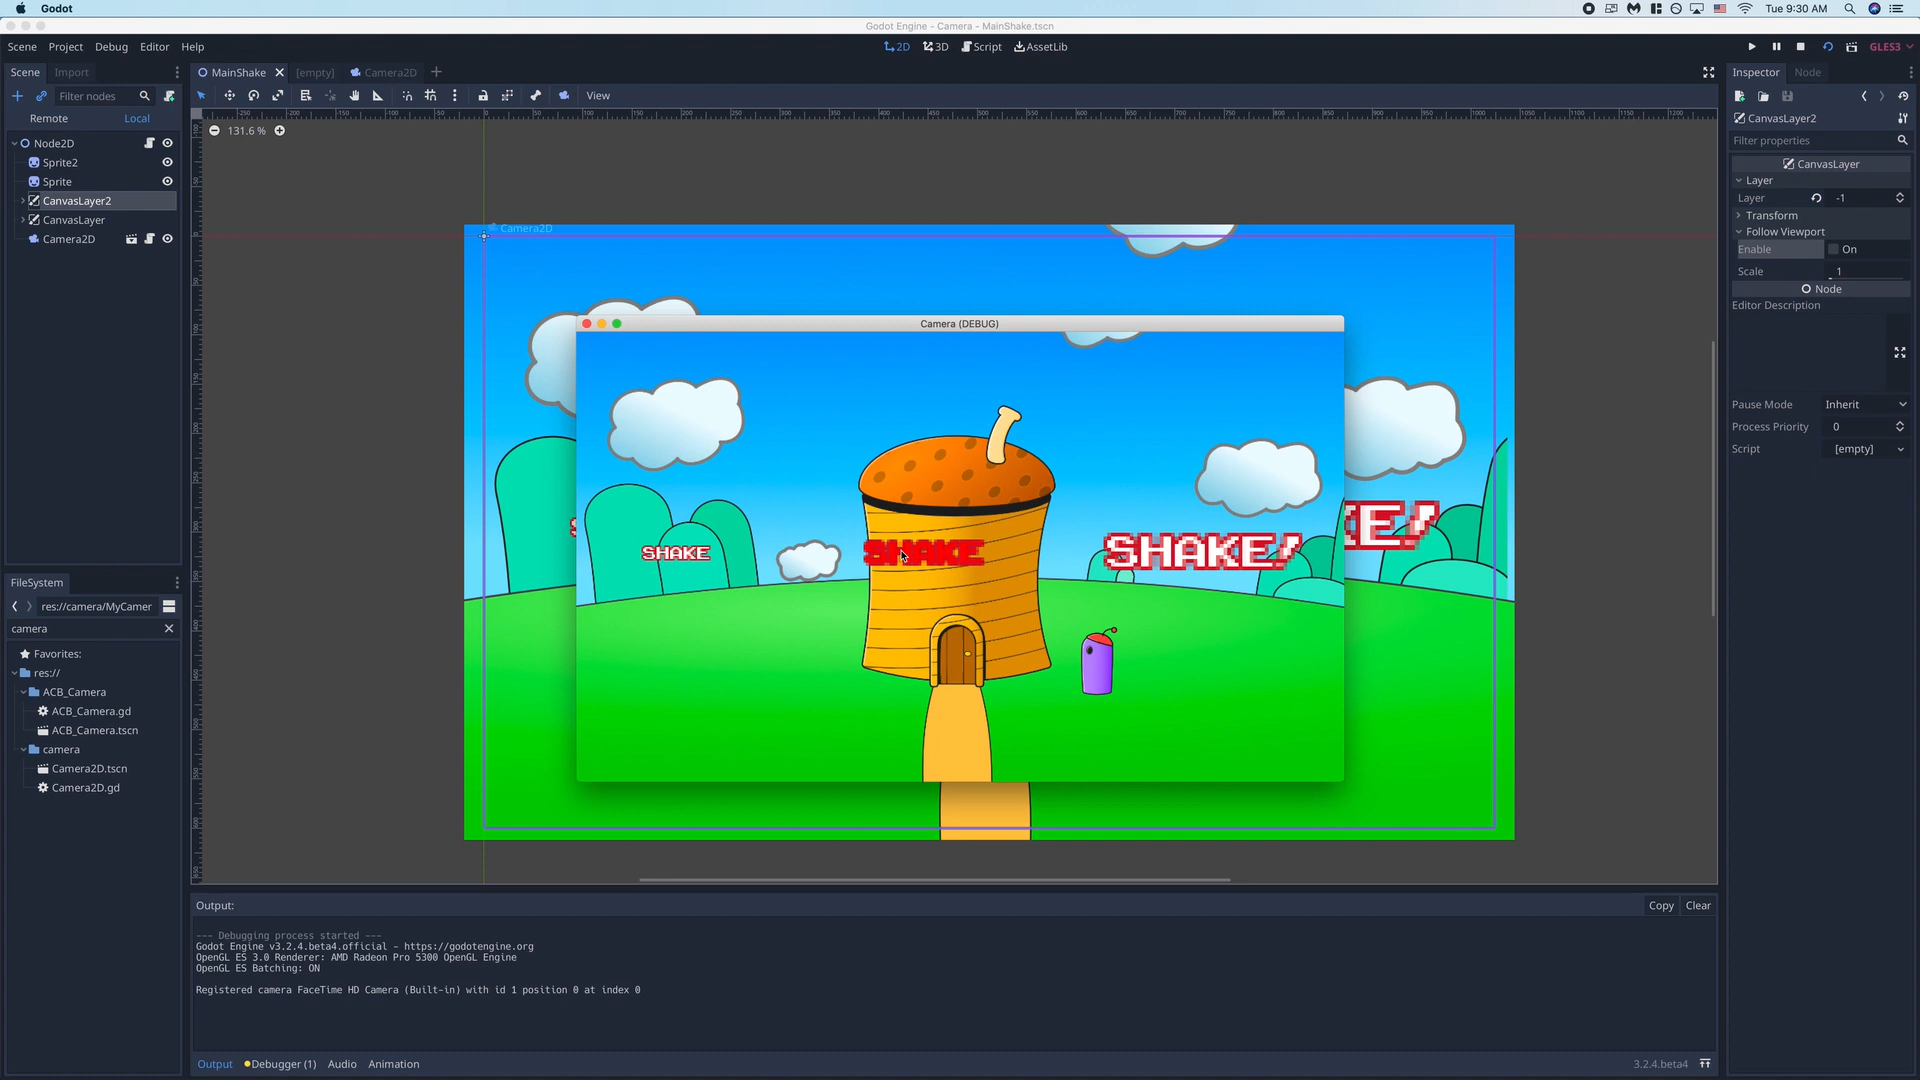 Godot
Tue 9:30 AM
Godot Engine - Camera - MainShake.tscn
Scene Project Debug Editor Help
2D 3D Script AssetLib
GLES3
Scene Import
MainShake [empty] Camera2D
Inspector Node
Filter nodes
View
Remote Local
131.6 %
CanvasLayer2
Filter properties
Node2D
Sprite2
Sprite
CanvasLayer2
CanvasLayer
Camera2D
Camera2D
CanvasLayer
Layer
Layer -1
Transform
Follow Viewport
Enable On
Scale 1
Node
Editor Description
Pause Mode Inherit
Process Priority 0
Script [empty]
Camera (DEBUG)
SHAKE
SHAKE
SHAKE!
KE!
FileSystem
res://camera/MyCamer
camera
Favorites:
res://
ACB_Camera
ACB_Camera.gd
ACB_Camera.tscn
camera
Camera2D.tscn
Camera2D.gd
Output:
Copy Clear
--- Debugging process started ---
Godot Engine v3.2.4.beta4.official - https://godotengine.org
OpenGL ES 3.0 Renderer: AMD Radeon Pro 5300 OpenGL Engine
OpenGL ES Batching: ON
Registered camera FaceTime HD Camera (Built-in) with id 1 position 0 at index 0
Output Debugger (1) Audio Animation
3.2.4.beta4